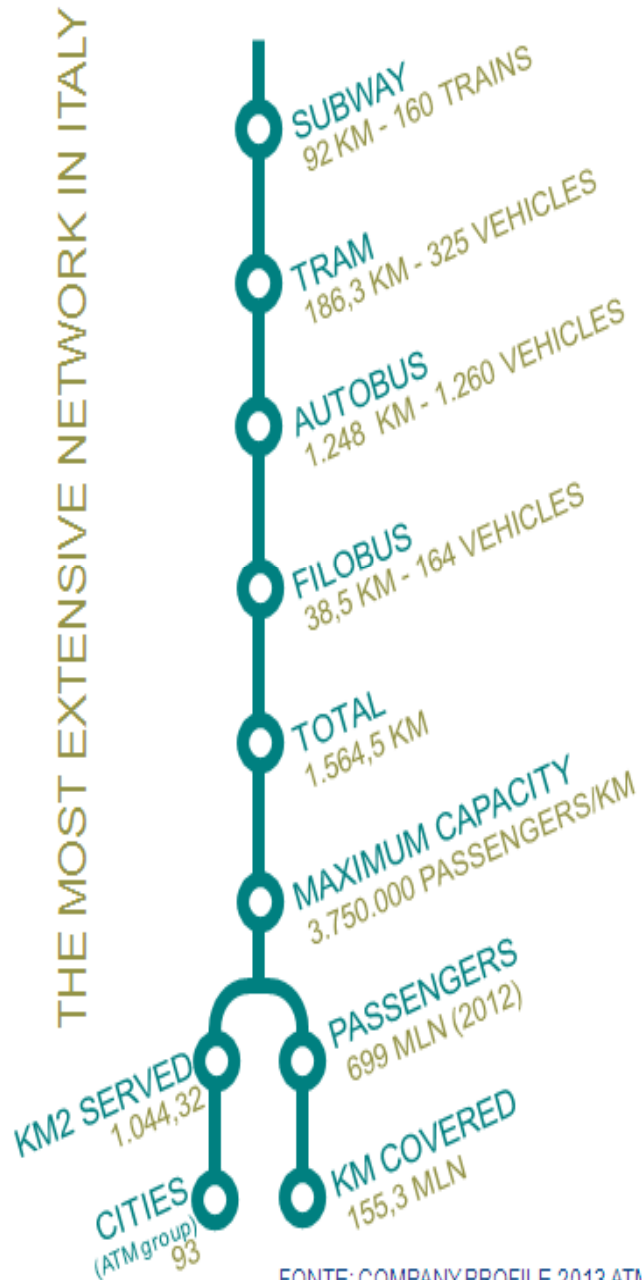 THE MOST EXTENSIVE NETWORK IN ITALY
SUBWAY
92 KM - 160 TRAINS
TRAM
186,3 KM - 325 VEHICLES
AUTOBUS
1.248 KM - 1.260 VEHICLES
FILOBUS
38,5 KM - 164 VEHICLES
TOTAL
1.564,5 KM
MAXIMUM CAPACITY
3.750.000 PASSENGERS/KM
PASSENGERS
699 MLN (2012)
KM2 SERVED
1.044,32
KM COVERED
155,3 MLN
CITIES
(ATM group)
93
FONTE: COMPANY PROFILE 2013 ATM